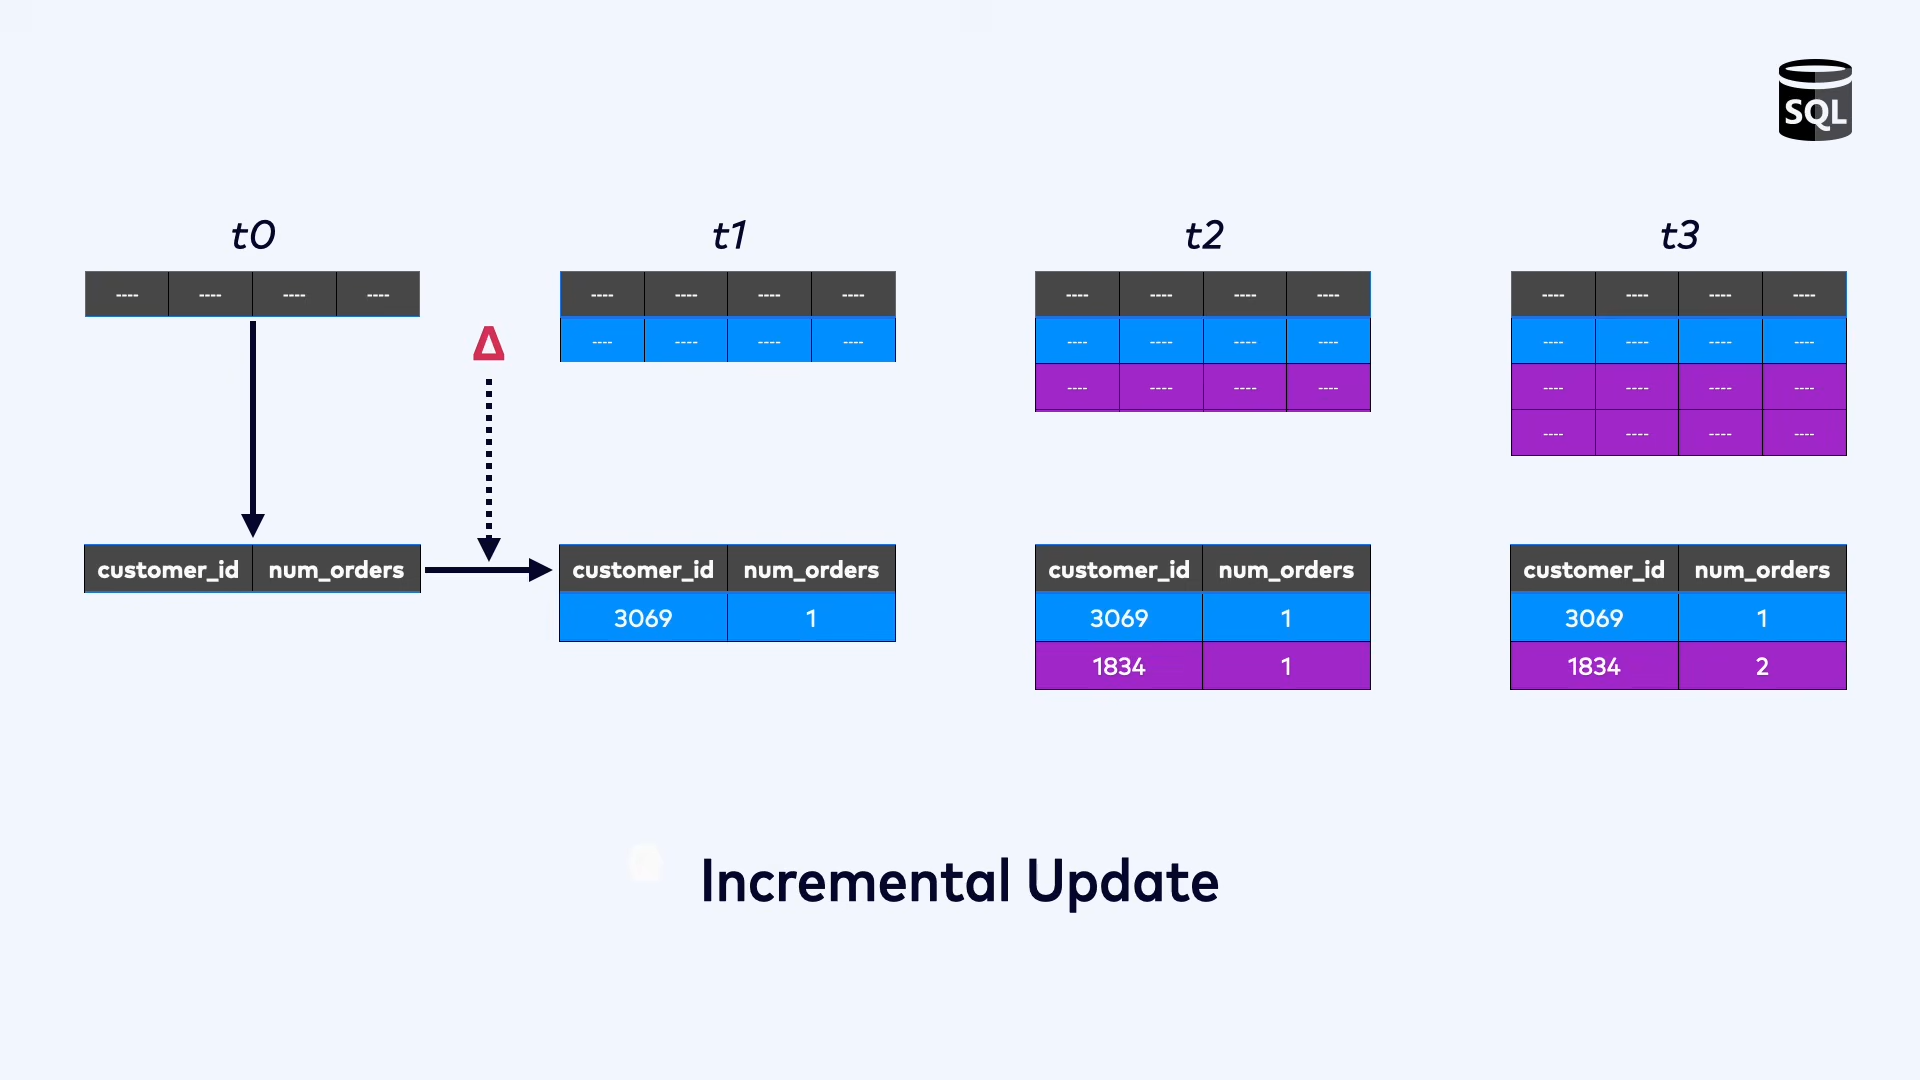 SQL
t0 t1 t2 t3
---- ---- ---- ---- ---- ---- ---- ---- ---- ---- ---- ---- ---- ---- ---- ----
Δ ---- ---- ---- ---- ---- ---- ---- ---- ---- ---- ---- ----
---- ---- ---- ---- ---- ---- ---- ----
---- ---- ---- ----
customer_id num_orders customer_id num_orders customer_id num_orders customer_id num_orders
3069 1 3069 1 3069 1
1834 1 1834 2
Incremental Update